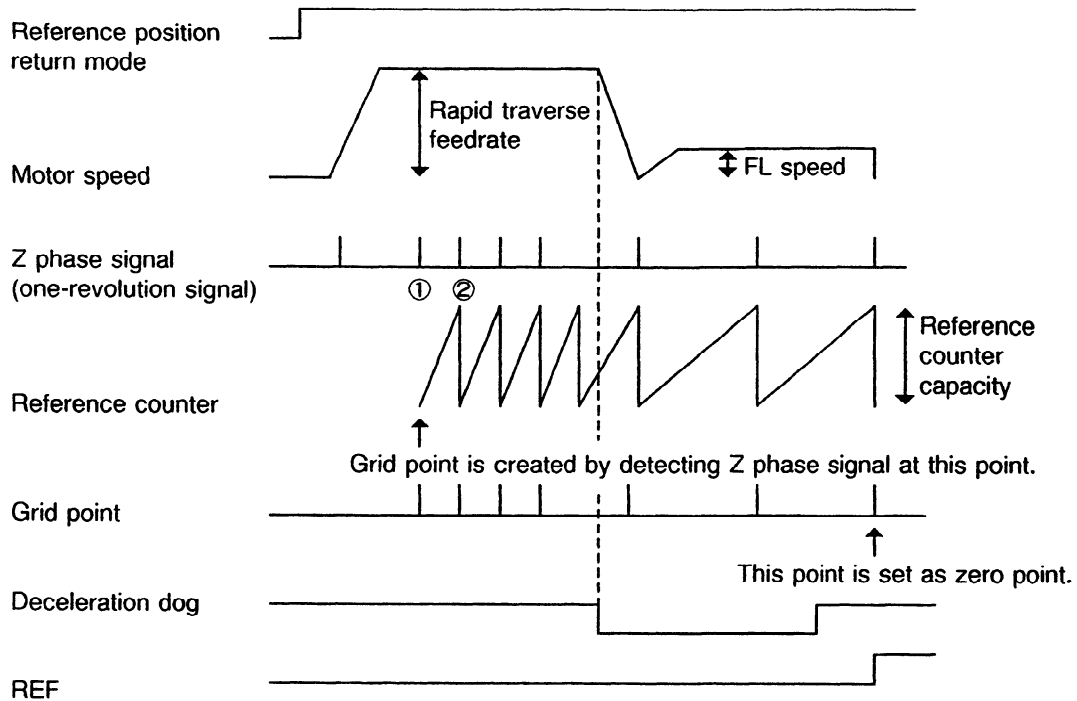 Reference position
return mode
Rapid traverse
feedrate
Motor speed
FL speed
Z phase signal
(one-revolution signal)
① ②
Reference
counter
capacity
Reference counter
Grid point is created by detecting Z phase signal at this point.
Grid point
This point is set as zero point.
Deceleration dog
REF